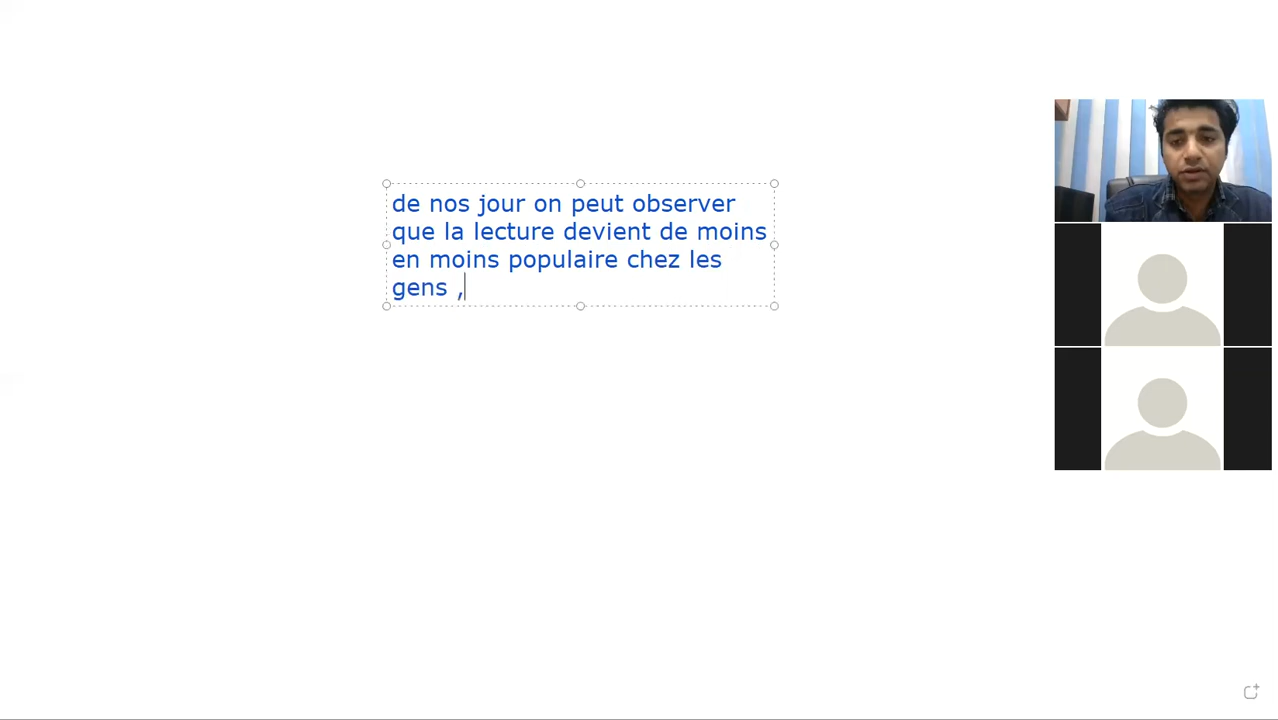 de nos jour on peut observer
que la lecture devient de moins
en moins populaire chez les
gens ,